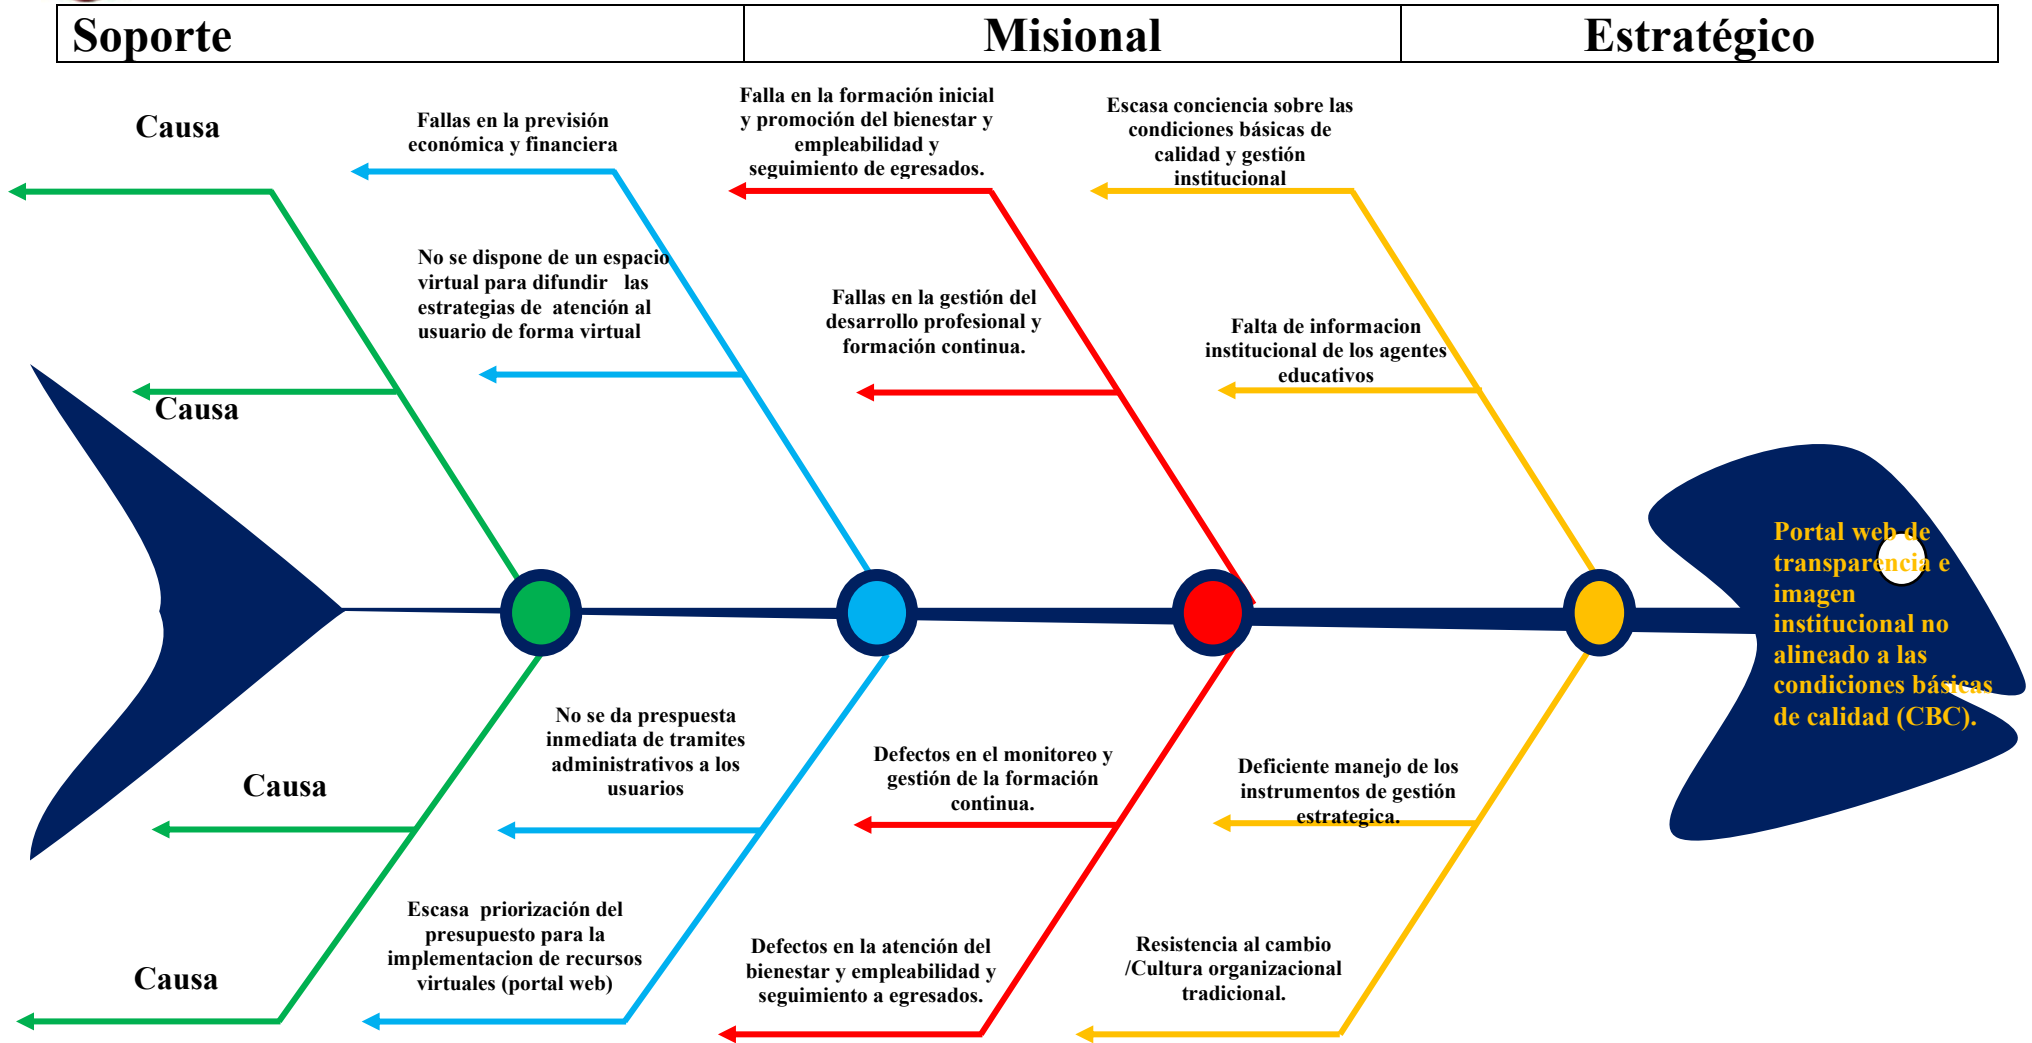 Soporte
Misional
Estratégico
Causa
Fallas en la previsión
económica y financiera
Falla en la formación inicial
y promoción del bienestar y
empleabilidad y
seguimiento de egresados.
Escasa conciencia sobre las
condiciones básicas de
calidad y gestión
institucional
No se dispone de un espacio
virtual para difundir las
estrategias de atención al
usuario de forma virtual
Fallas en la gestión del
desarrollo profesional y
formación continua.
Falta de informacion
institucional de los agentes
educativos
Causa
Portal web de
transparencia e
imagen
institucional no
alineado a las
condiciones básicas
de calidad (CBC).
Causa
No se da prespuesta
inmediata de tramites
administrativos a los
usuarios
Defectos en el monitoreo y
gestión de la formación
continua.
Deficiente manejo de los
instrumentos de gestión
estrategica.
Causa
Escasa priorización del
presupuesto para la
implementacion de recursos
virtuales (portal web)
Defectos en la atención del
bienestar y empleabilidad y
seguimiento a egresados.
Resistencia al cambio
/Cultura organizacional
tradicional.